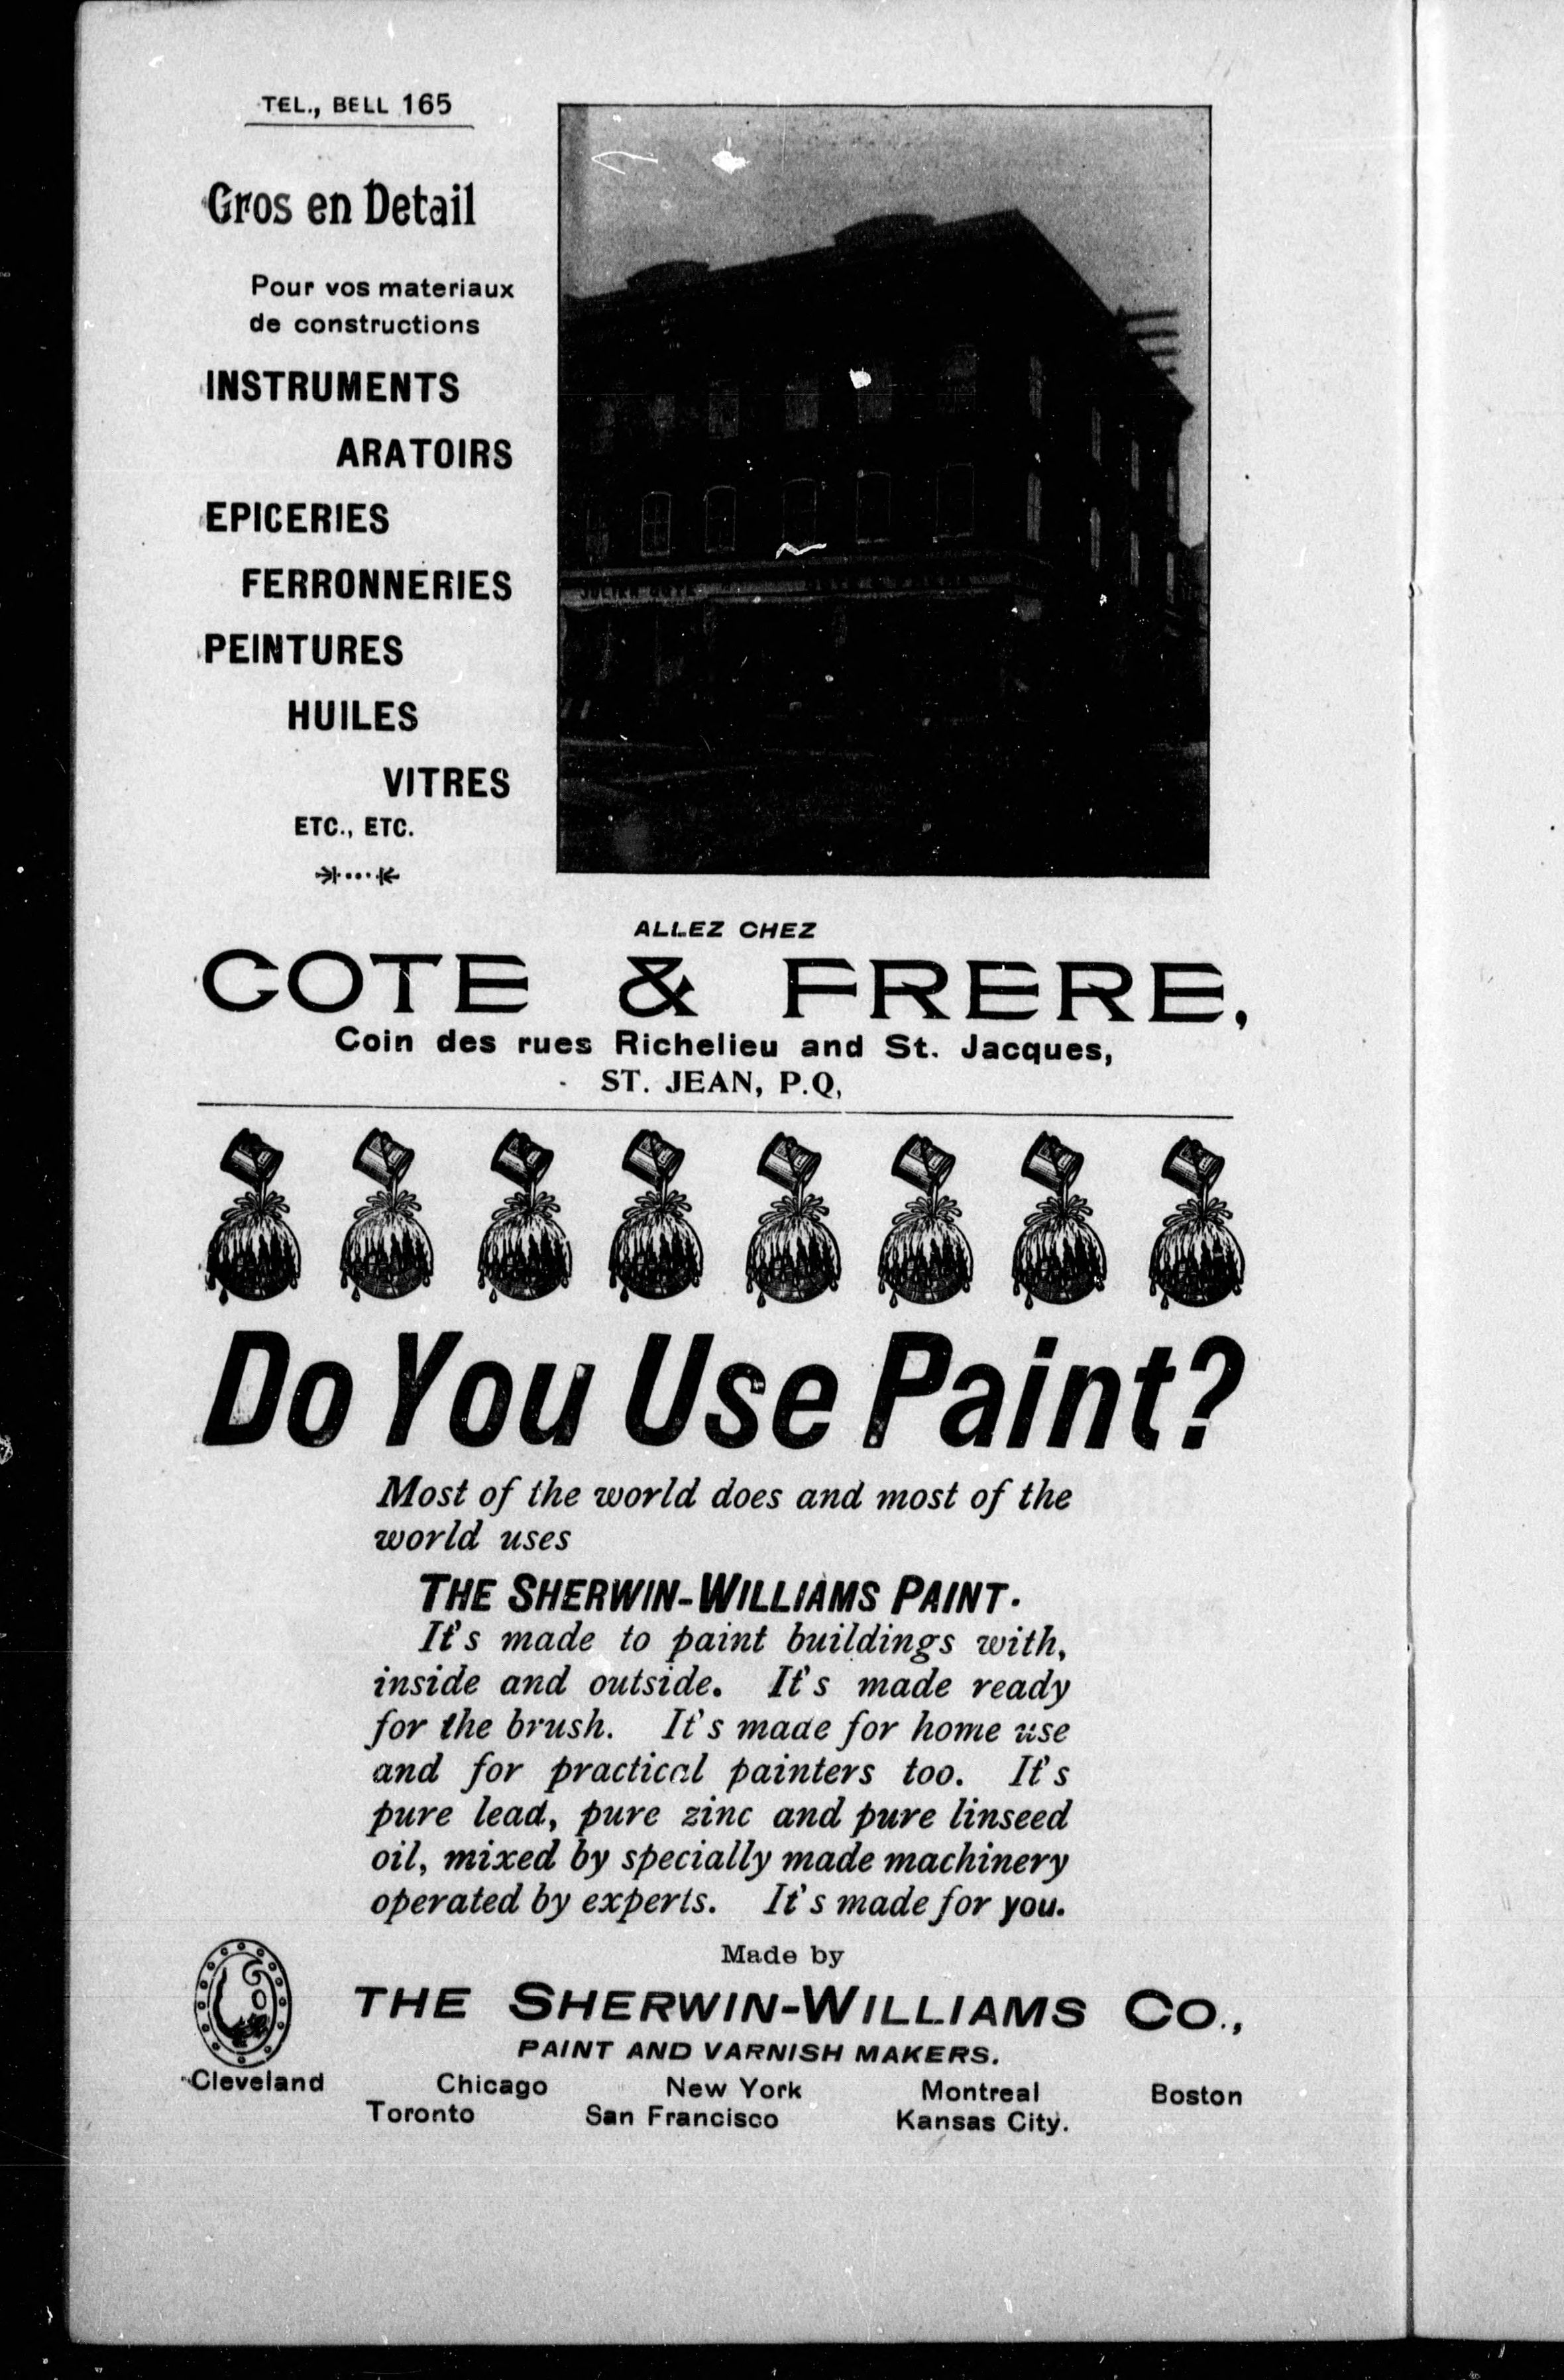 TEL., BELL 165
Gros en Detail
Pour vos materiaux
de constructions
INSTRUMENTS
ARATOIRS
EPICERIES
FERRONNERIES
PEINTURES
HUILES
VITRES
ETC., ETC.
ALLEZ CHEZ
COTE & FRERE,
Coin des rues Richelieu and St. Jacques,
ST. JEAN, P.Q,
Do You Use Paint?
Most of the world does and most of the
world uses
THE SHERWIN-WILLIAMS PAINT.
It's made to paint buildings with,
inside and outside. It's made ready
for the brush. It's made for home use
and for practical painters too. It's
pure lead, pure zinc and pure linseed
oil, mixed by specially made machinery
operated by experts. It's made for you.
Made by
THE SHERWIN-WILLIAMS CO.,
PAINT AND VARNISH MAKERS.
Cleveland Chicago New York Montreal Boston
Toronto San Francisco Kansas City.